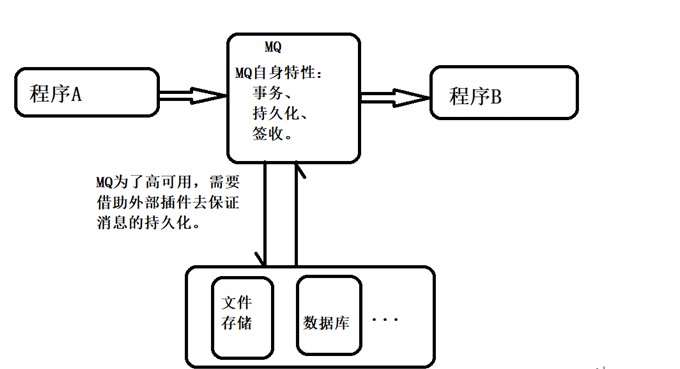 MQ
MQ自身特性：
事务、
持久化、
签收。
程序A
程序B
MQ为了高可用，需要
借助外部插件去保证
消息的持久化。
文件
存储
数据库
···